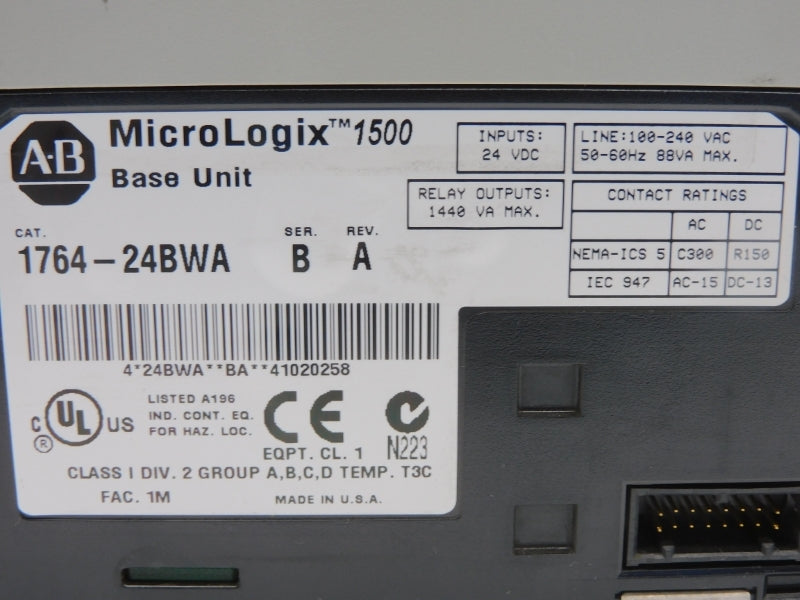 A-B
MicroLogix™ 1500
Base Unit
INPUTS:
24 VDC
LINE:100-240 VAC
50-60Hz 88VA MAX.
RELAY OUTPUTS:
1440 VA MAX.
CONTACT RATINGS
AC DC
NEMA-ICS 5 C300 R150
IEC 947 AC-15 DC-13
CAT. SER. REV.
1764-24BWA B A
4*24BWA**BA**41020258
C UL US ®
LISTED A196
IND. CONT. EQ.
FOR HAZ. LOC.
CE
EQPT. CL. 1
N223
CLASS I DIV. 2 GROUP A,B,C,D TEMP. T3C
FAC. 1M MADE IN U.S.A.